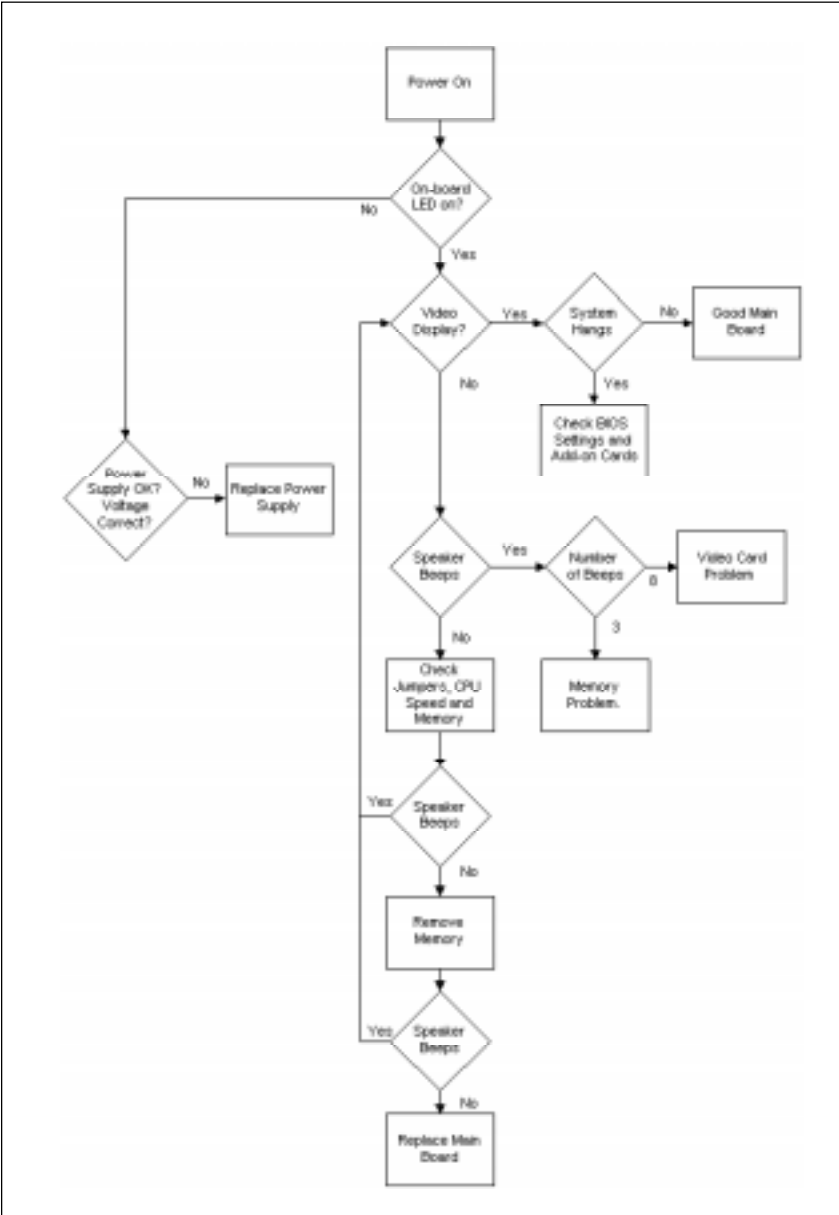 Power On
On-board
LED on?
No
Yes
Video
Display?
Yes
System
Hangs
No
Good Main
Board
No
Yes
Check BIOS
Settings and
Add-on Cards
Power
Supply OK?
Voltage
Correct?
No
Replace Power
Supply
Speaker
Beeps
Yes
Number
of Beeps
8
Video Card
Problem
No
3
Check
Jumpers, CPU
Speed and
Memory
Memory
Problem.
Yes
Speaker
Beeps
No
Remove
Memory
Yes
Speaker
Beeps
No
Replace Main
Board